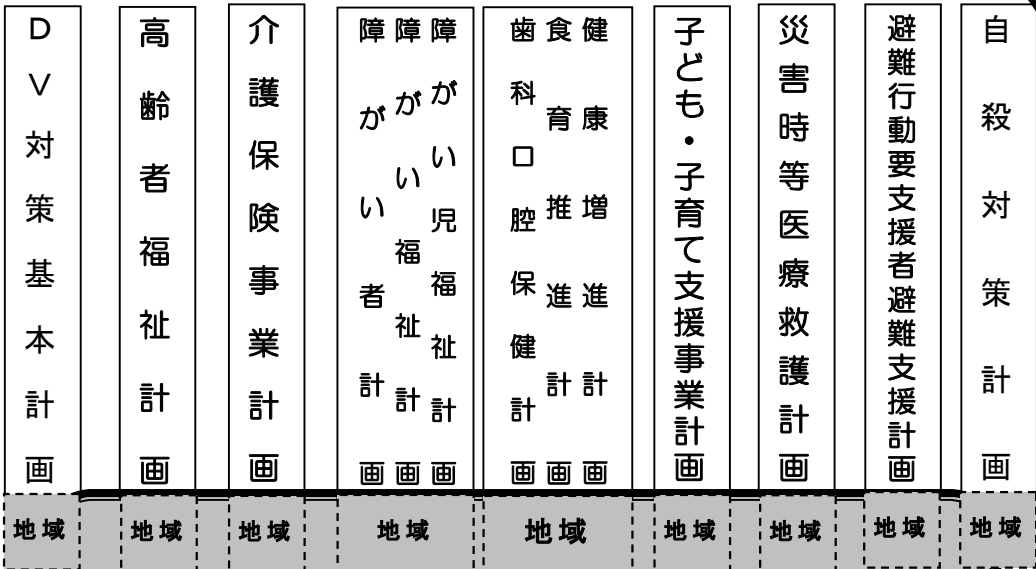 ＤＶ対策基本計画
高齢者福祉計画
介護保険事業計画
障がい児福祉計画
障がい福祉計画
障がい者計画
健康増進計画
食育推進計画
歯科口腔保健計画
子ども・子育て支援事業計画
災害時等医療救護計画
避難行動要支援者避難支援計画
自殺対策計画
地域
地域
地域
地域
地域
地域
地域
地域
地域